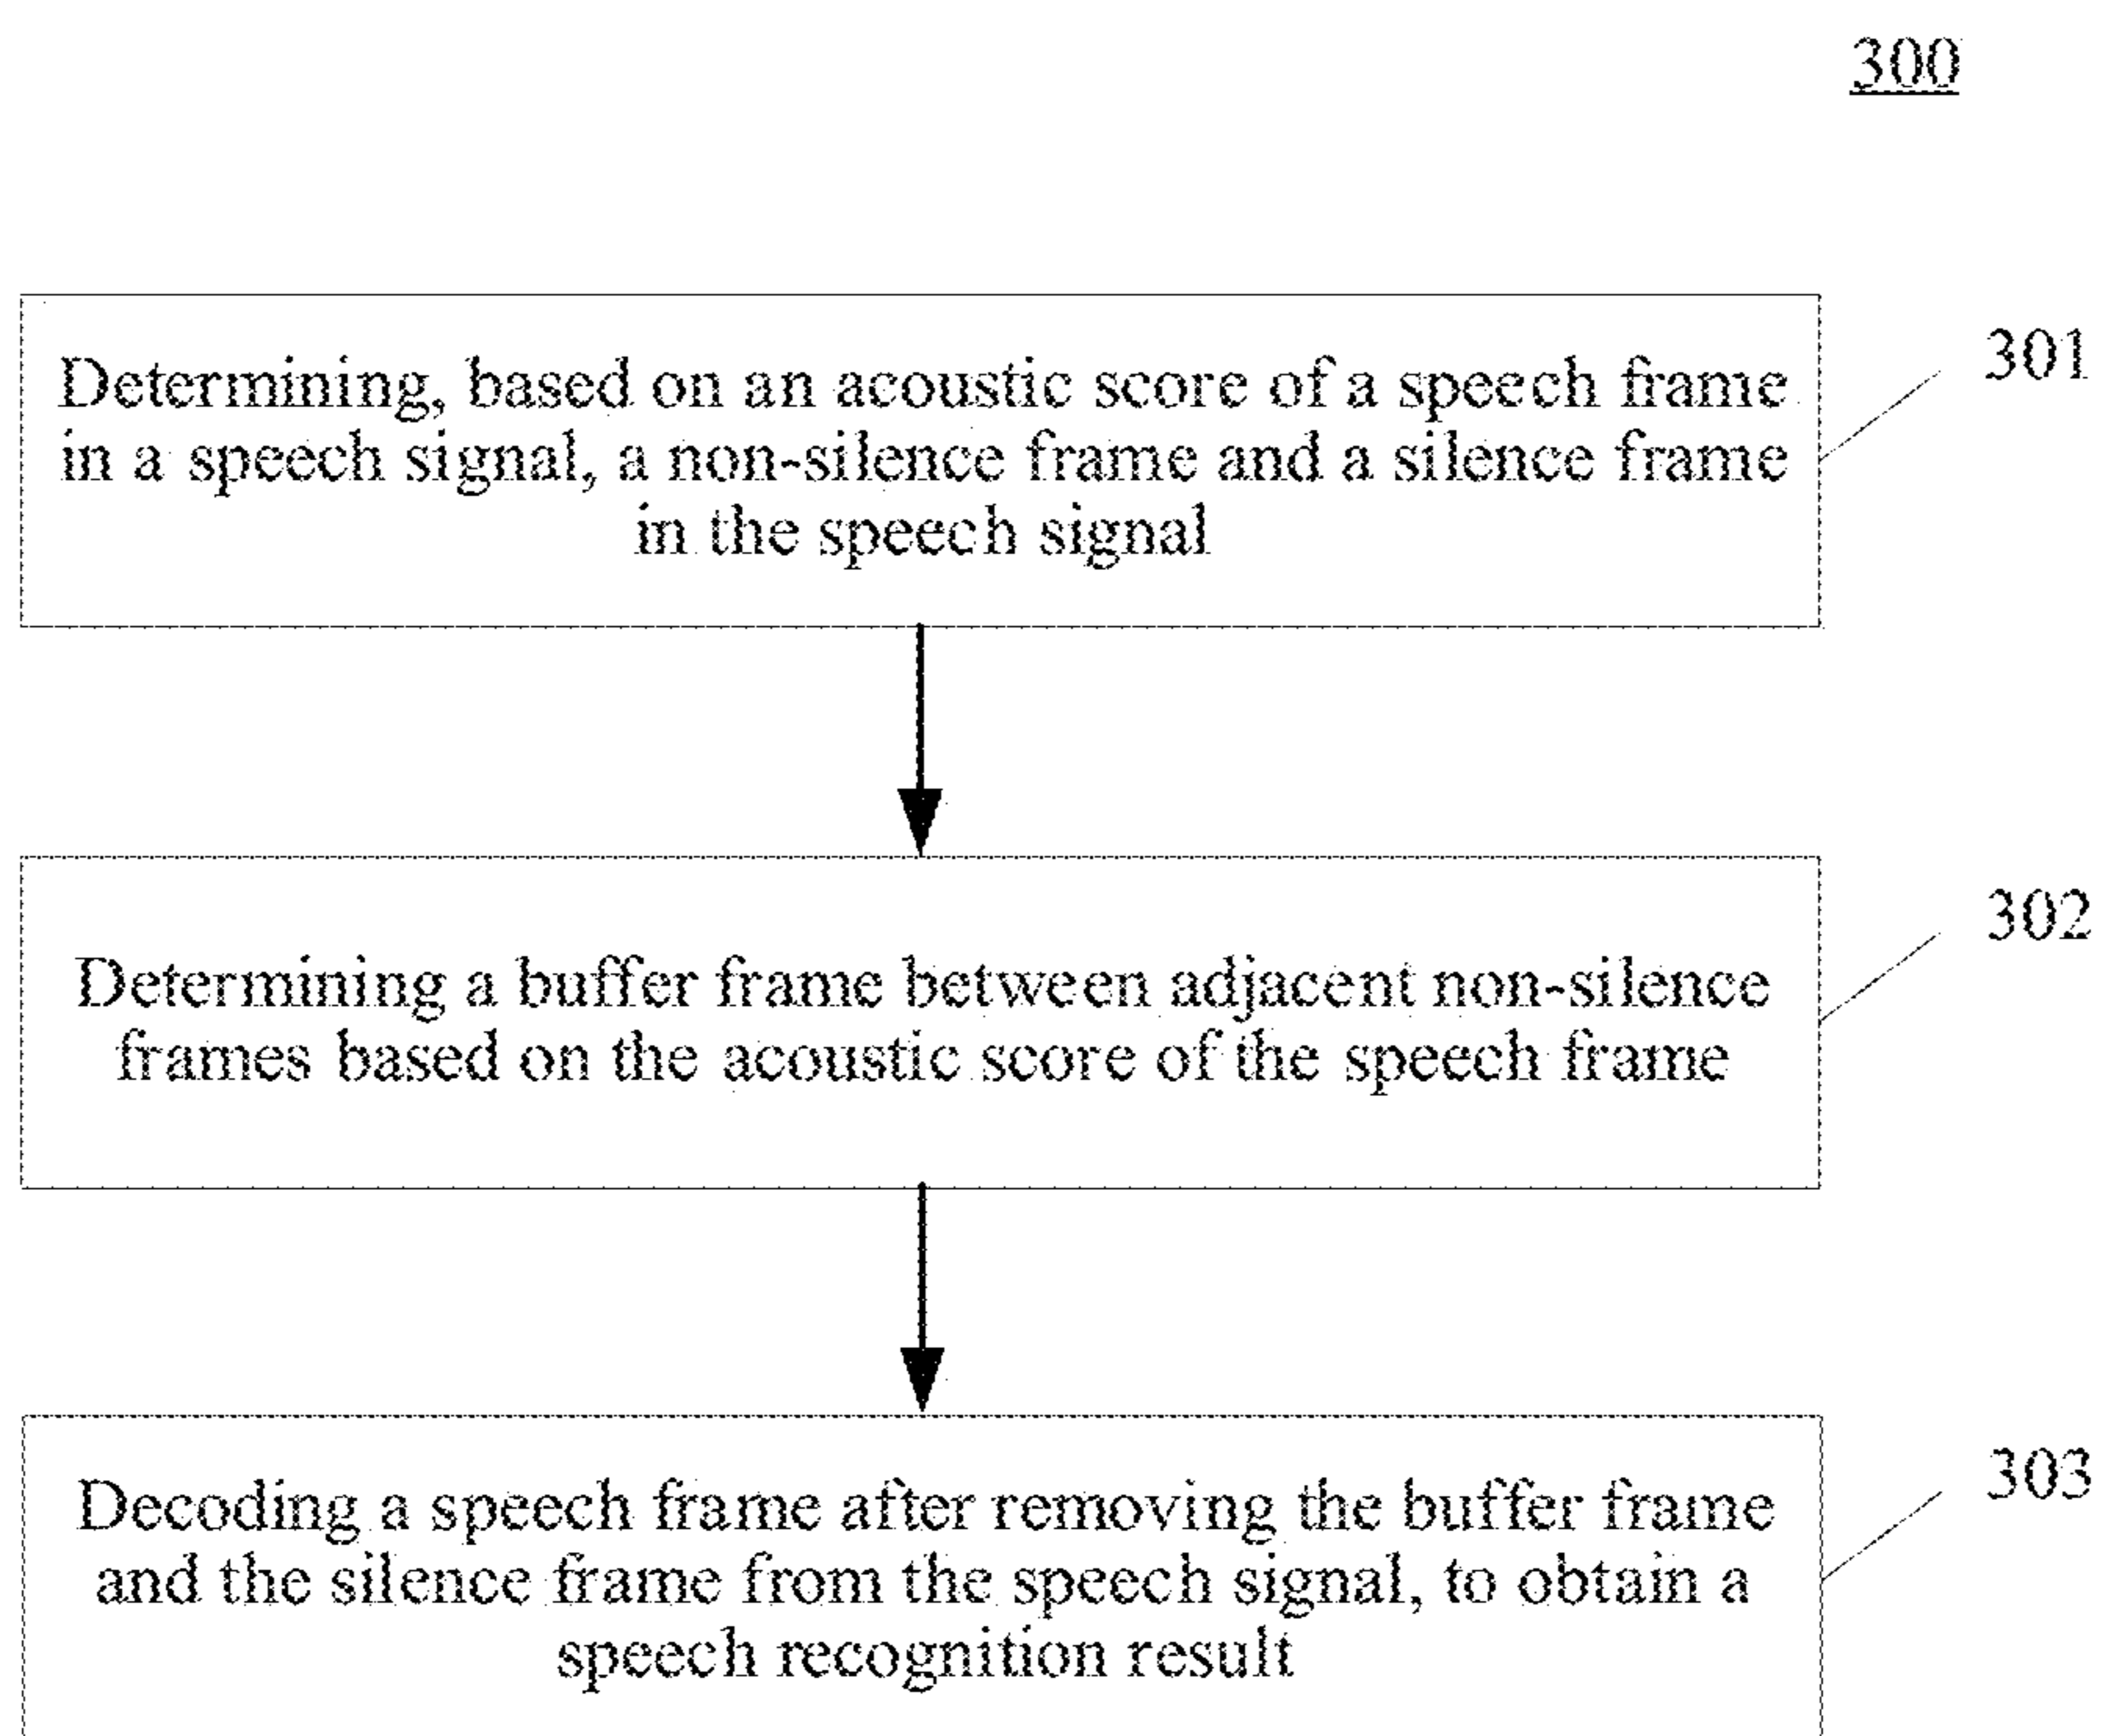 300
Determining, based on an acoustic score of a speech frame
in a speech signal, a non-silence frame and a silence frame
in the speech signal
301
Determining a buffer frame between adjacent non-silence
frames based on the acoustic score of the speech frame
302
Decoding a speech frame after removing the buffer frame
and the silence frame from the speech signal, to obtain a
speech recognition result
303